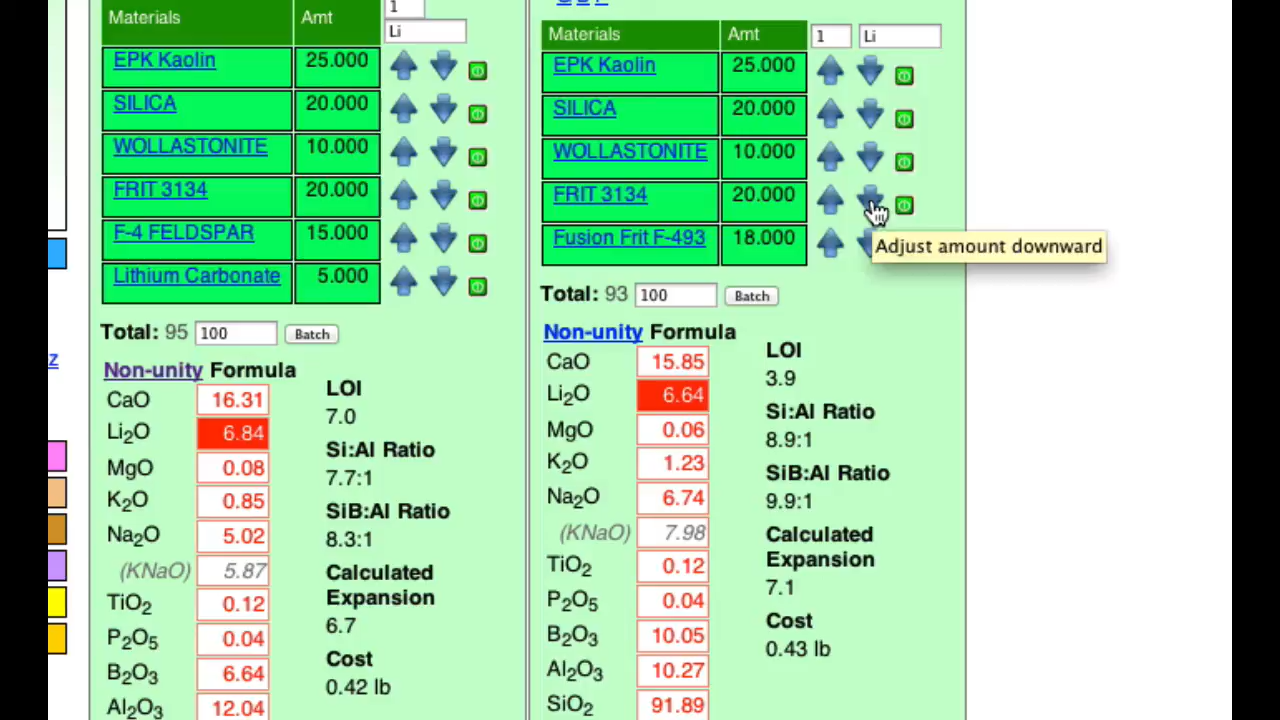 Materials Amt 1
Li
EPK Kaolin 25.000
SILICA 20.000
WOLLASTONITE 10.000
FRIT 3134 20.000
F-4 FELDSPAR 15.000
Lithium Carbonate 5.000
Total: 95 100 Batch
Non-unity Formula
CaO 16.31
Li2O 6.84
MgO 0.08
K2O 0.85
Na2O 5.02
(KNaO) 5.87
TiO2 0.12
P2O5 0.04
B2O3 6.64
Al2O3 12.04
LOI
7.0
Si:Al Ratio
7.7:1
SiB:Al Ratio
8.3:1
Calculated
Expansion
6.7
Cost
0.42 lb
Materials Amt 1 Li
EPK Kaolin 25.000
SILICA 20.000
WOLLASTONITE 10.000
FRIT 3134 20.000
Fusion Frit F-493 18.000
Adjust amount downward
Total: 93 100 Batch
Non-unity Formula
CaO 15.85
Li2O 6.64
MgO 0.06
K2O 1.23
Na2O 6.74
(KNaO) 7.98
TiO2 0.12
P2O5 0.04
B2O3 10.05
Al2O3 10.27
SiO2 91.89
LOI
3.9
Si:Al Ratio
8.9:1
SiB:Al Ratio
9.9:1
Calculated
Expansion
7.1
Cost
0.43 lb
z